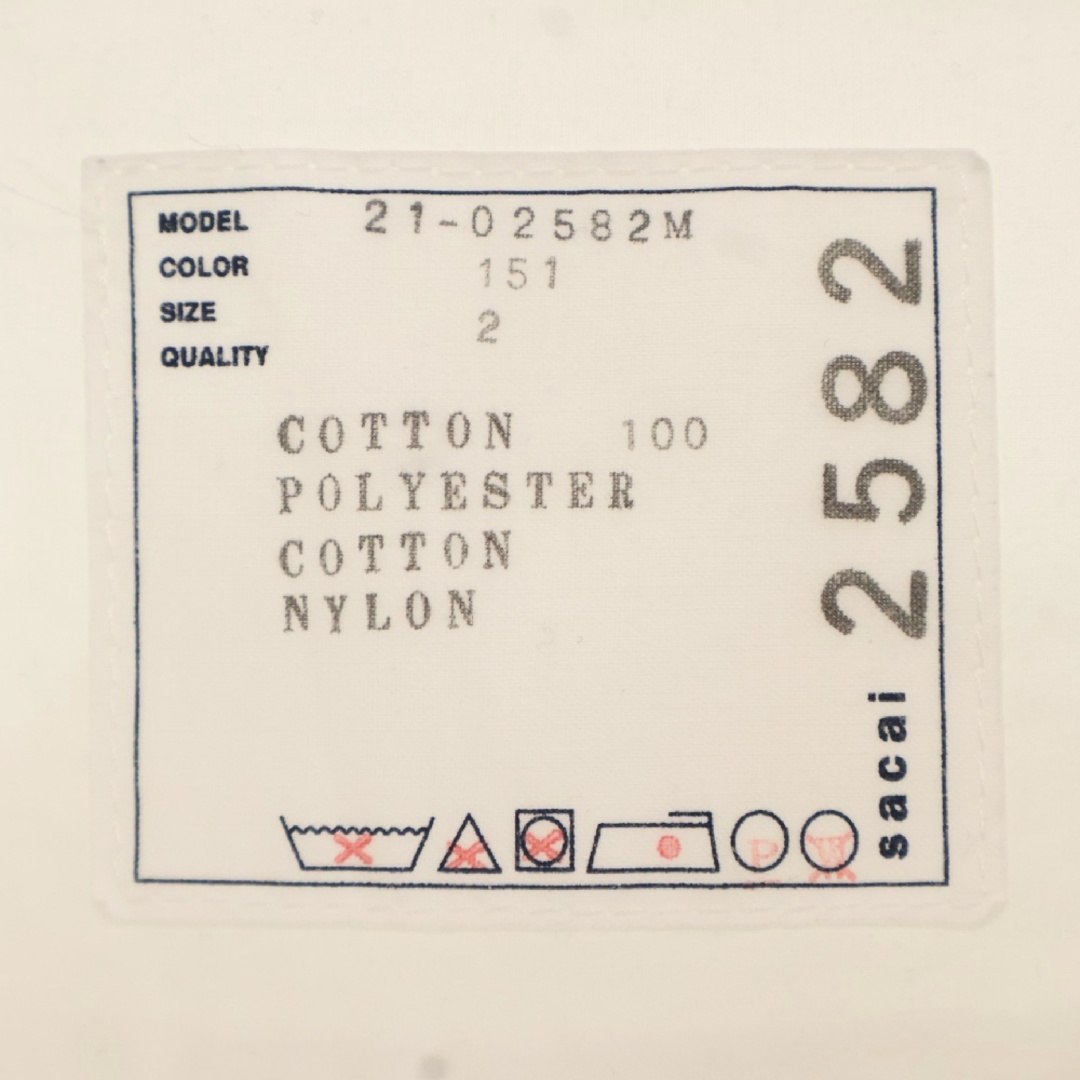 MODEL 21-02582M
COLOR 151
SIZE 2
QUALITY
COTTON 100
POLYESTER
COTTON
NYLON
P W
sacai 2582